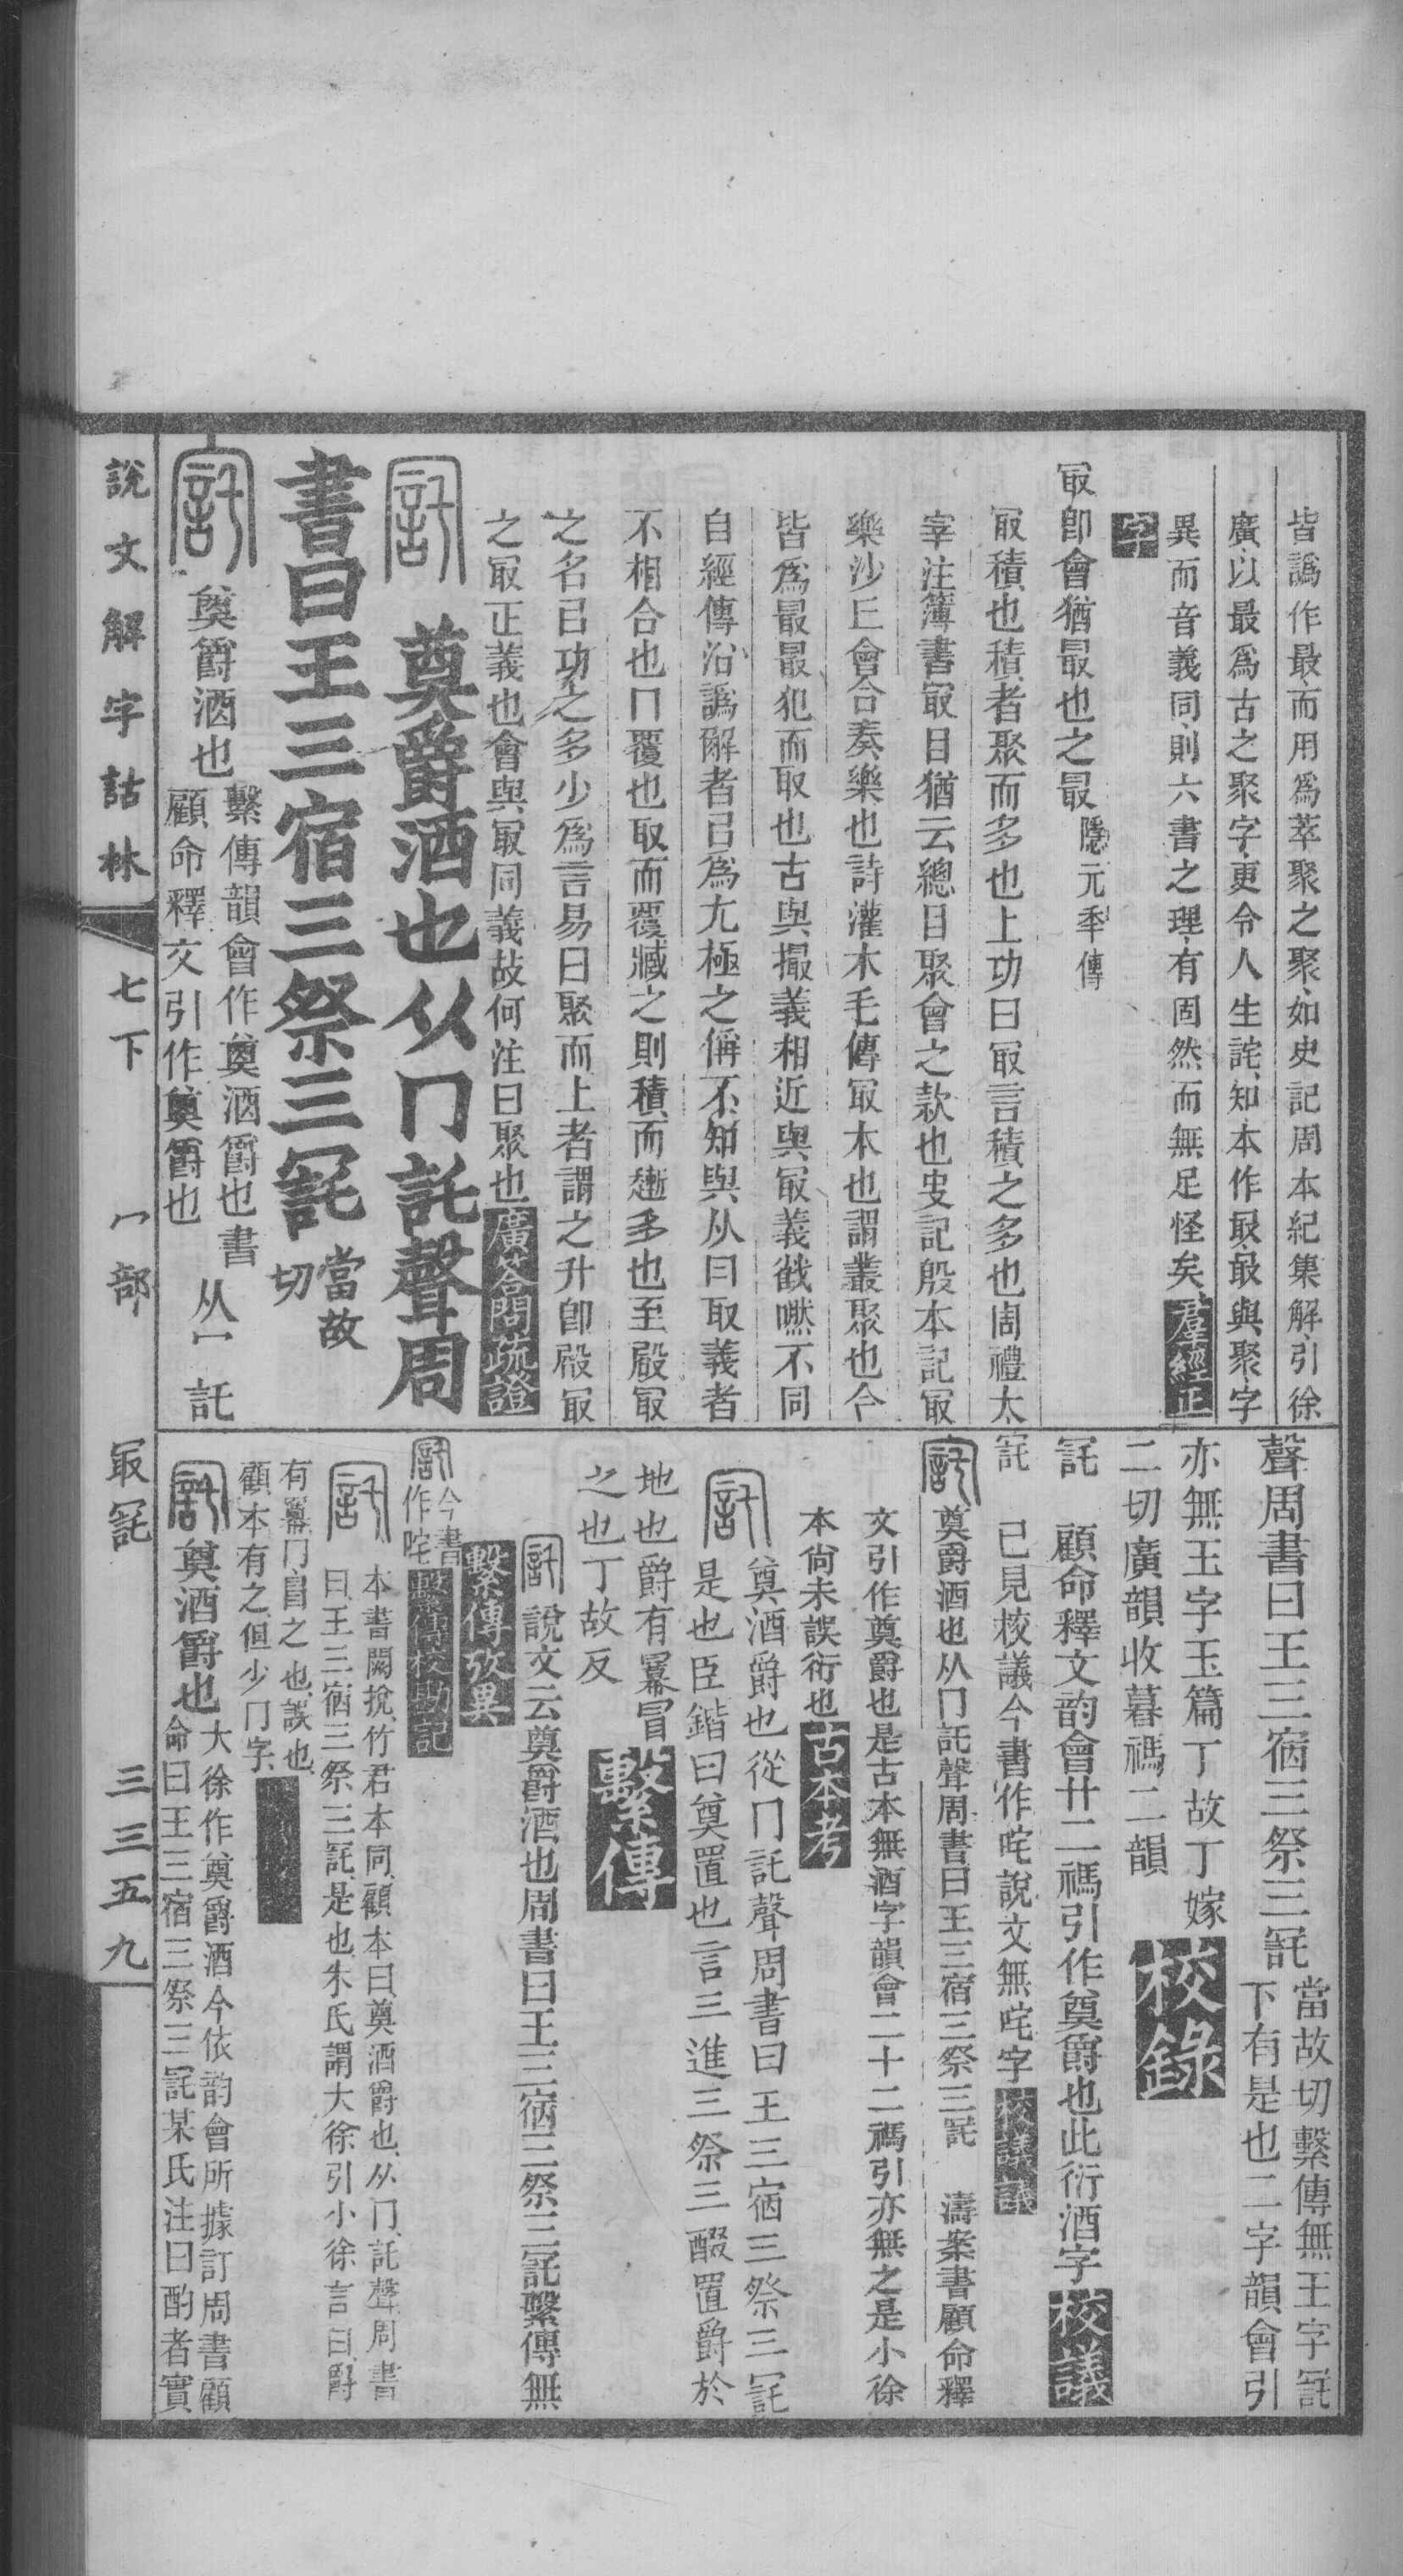 皆譌作最而用爲萃聚之聚如史記周本紀集解引徐
廣以最爲古之聚字更令人生詫知本作冣冣與聚字
異而音義同則六書之理有固然而無足怪矣羣經正
字
冣卽會猶最也之最隱元年傳
冣積也積者聚而多也上功曰冣言積之多也周禮太
宰注簿書冣目猶云總目聚會之款也史記殷本記冣
樂沙丘會合奏樂也詩灌木毛傳冣木也謂叢聚也今
皆爲最最犯而取也古與撮義相近與冣義戧㘈不同
自經傳沿譌解者㠯爲尢極之偁不知與从曰取義者
不相合也冂覆也取而覆臧之則積而逾多也至殿冣
之名㠯功之多少爲言易曰聚而上者謂之升卽殿冣
之冣正義也會與冣同義故何注曰聚也廣答問疏證
奠爵酒也从冂託聲周
書曰王三宿三祭三𠕎當故切
奠爵酒也繫傳韻會作奠酒爵也書顧命釋文引作奠爵也从冖託
說文解字詁林
七下
冖部
冣𠕎
三三五九
聲周書曰王三宿三祭三𠕎當故切繫傳無王字𠕎下有是也二字韻會引
亦無王字玉篇丁故丁嫁
二切廣韻收暮禡二韻校錄
𠕎 顧命釋文韵會廿二禡引作奠爵也此衍酒字校議
𠕎 已見校議今書作咤說文無咤字校議議
奠爵酒也从冂託聲周書曰王三宿三祭三𠕎 濤案書顧命釋
文引作奠爵也是古本無酒字韻會二十二禡引亦無之是小徐
本尙未誤衍也古本考
奠酒爵也從冂託聲周書曰王三宿三祭三𠕎
是也臣鍇曰奠置也言三進三祭三醊置爵於
地也爵有冪冒
之也丁故反繫傳
說文云奠爵酒也周書曰王三宿三祭三𠕎繫傳無
繫傳攷異
今書作咤繫傳校勘記
本書闕挩竹君本同顧本曰奠酒爵也从冂託聲周書
曰王三宿三祭三𠕎是也朱氏謂大徐引小徐言曰爵
有冪冂冒之也誤也
顧本有之但少冂字
奠酒爵也大徐作奠爵酒今依韵會所據訂周書顧命曰王三宿三祭三𠕎某氏注曰酌者實